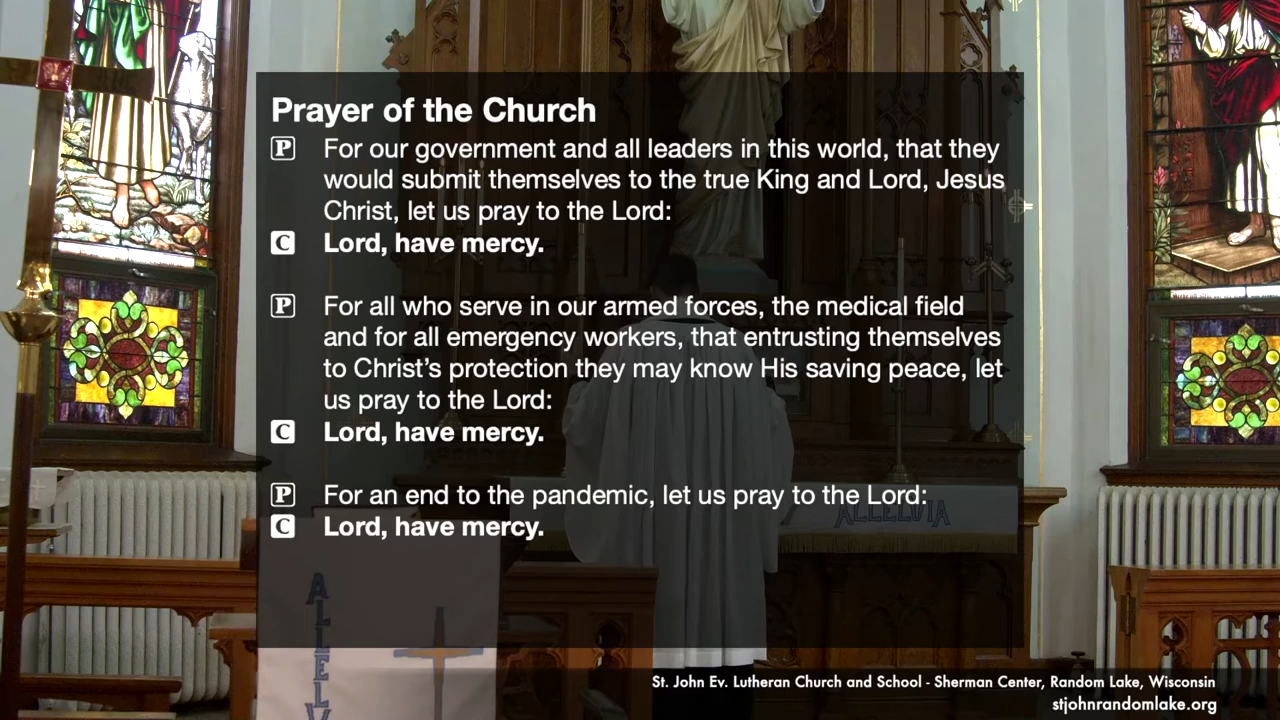 Prayer of the Church
P For our government and all leaders in this world, that they
would submit themselves to the true King and Lord, Jesus
Christ, let us pray to the Lord:
C Lord, have mercy.
P For all who serve in our armed forces, the medical field
and for all emergency workers, that entrusting themselves
to Christ's protection they may know His saving peace, let
us pray to the Lord:
C Lord, have mercy.
P For an end to the pandemic, let us pray to the Lord:
C Lord, have mercy.
ALLELVIA
ALLELV
St. John Ev. Lutheran Church and School - Sherman Center, Random Lake, Wisconsin
stjohnrandomlake.org